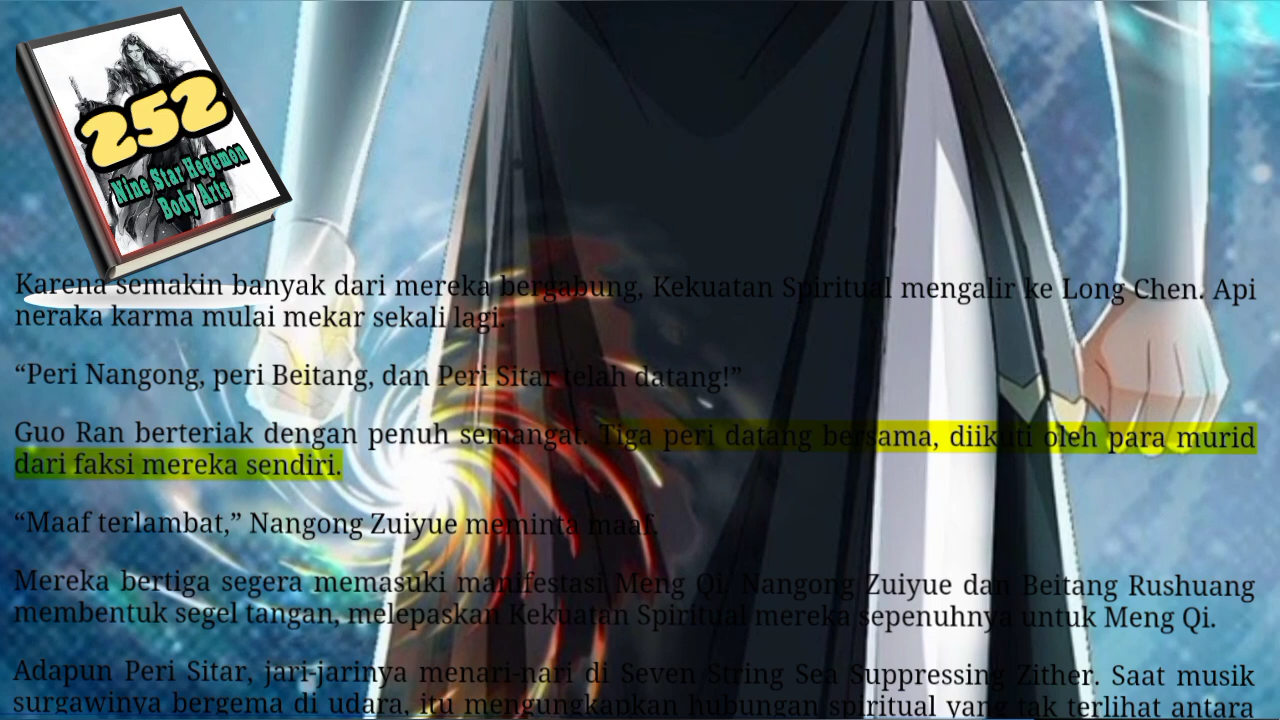 252
Nine Star Hegemon
Body Arts
Karena semakin banyak dari mereka bergabung, Kekuatan Spiritual mengalir ke Long Chen. Api
neraka karma mulai mekar sekali lagi.
“Peri Nangong, peri Beitang, dan Peri Sitar telah datang!”
Guo Ran berteriak dengan penuh semangat. Tiga peri datang bersama, diikuti oleh para murid
dari faksi mereka sendiri.
“Maaf terlambat,” Nangong Zuiyue meminta maaf.
Mereka bertiga segera memasuki manifestasi Meng Qi. Nangong Zuiyue dan Beitang Rushuang
membentuk segel tangan, melepaskan Kekuatan Spiritual mereka sepenuhnya untuk Meng Qi.
Adapun Peri Sitar, jari-jarinya menari-nari di Seven String Sea Suppressing Zither. Saat musik
surgawinya bergema di udara, itu mengungkapkan hubungan spiritual yang tak terlihat antara